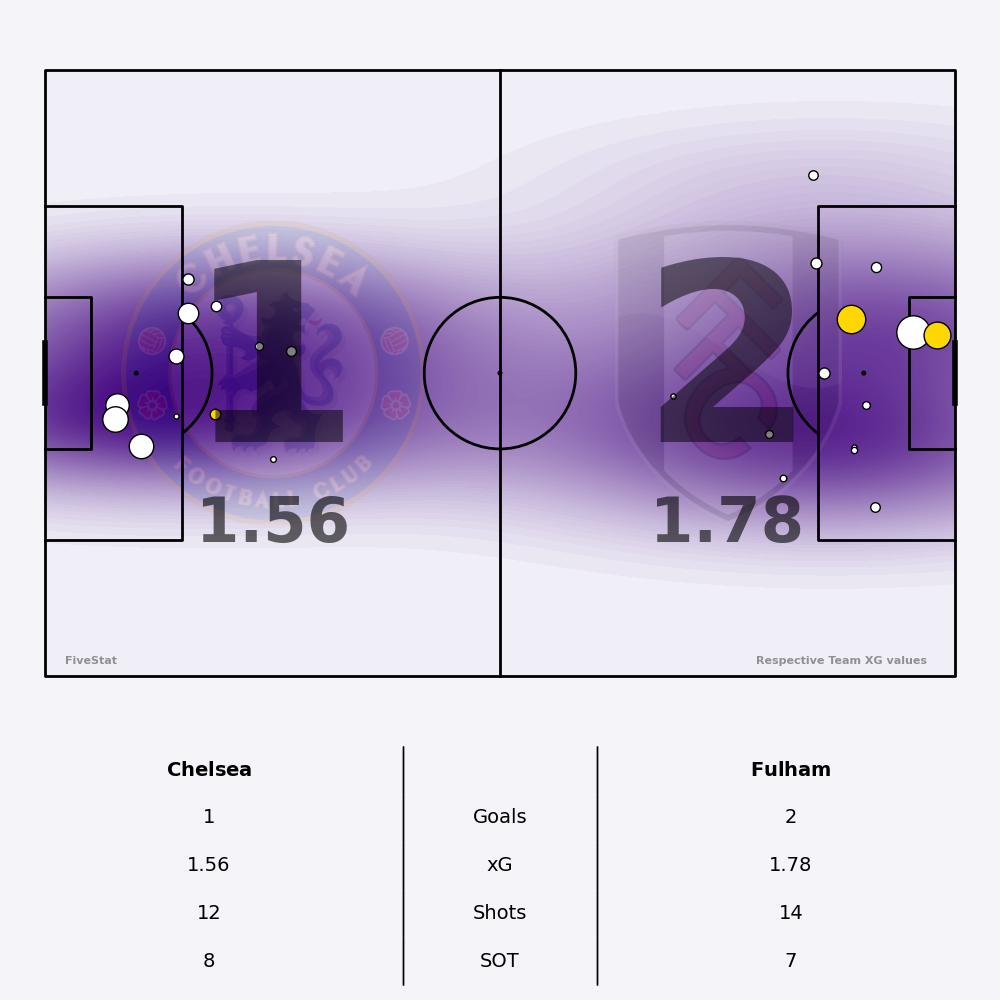 CHELSEA
FOOTBALL CLUB
1
2
1.56
1.78
FiveStat
Respective Team XG values
Chelsea Fulham
1 Goals 2
1.56 xG 1.78
12 Shots 14
8 SOT 7